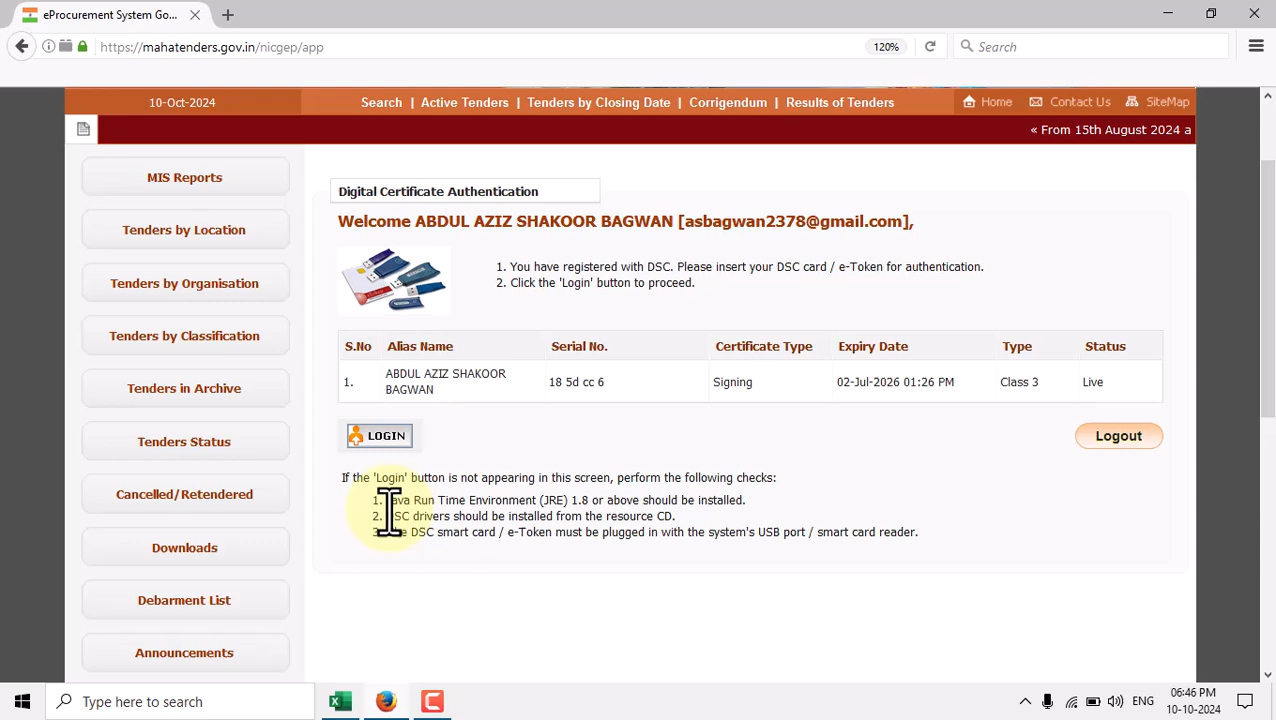 eProcurement System Go...
https://mahatenders.gov.in/nicgep/app
120%
Search
10-Oct-2024
Search | Active Tenders | Tenders by Closing Date | Corrigendum | Results of Tenders
Home
Contact Us
SiteMap
« From 15th August 2024 a
MIS Reports
Tenders by Location
Tenders by Organisation
Tenders by Classification
Tenders in Archive
Tenders Status
Cancelled/Retendered
Downloads
Debarment List
Announcements
Digital Certificate Authentication
Welcome ABDUL AZIZ SHAKOOR BAGWAN [asbagwan2378@gmail.com],
1. You have registered with DSC. Please insert your DSC card / e-Token for authentication.
2. Click the 'Login' button to proceed.
S.No Alias Name Serial No. Certificate Type Expiry Date Type Status
1. ABDUL AZIZ SHAKOOR BAGWAN 18 5d cc 6 Signing 02-Jul-2026 01:26 PM Class 3 Live
LOGIN
Logout
If the 'Login' button is not appearing in this screen, perform the following checks:
1. Java Run Time Environment (JRE) 1.8 or above should be installed.
2. DSC drivers should be installed from the resource CD.
3. DSC smart card / e-Token must be plugged in with the system's USB port / smart card reader.
Type here to search
ENG
06:46 PM
10-10-2024